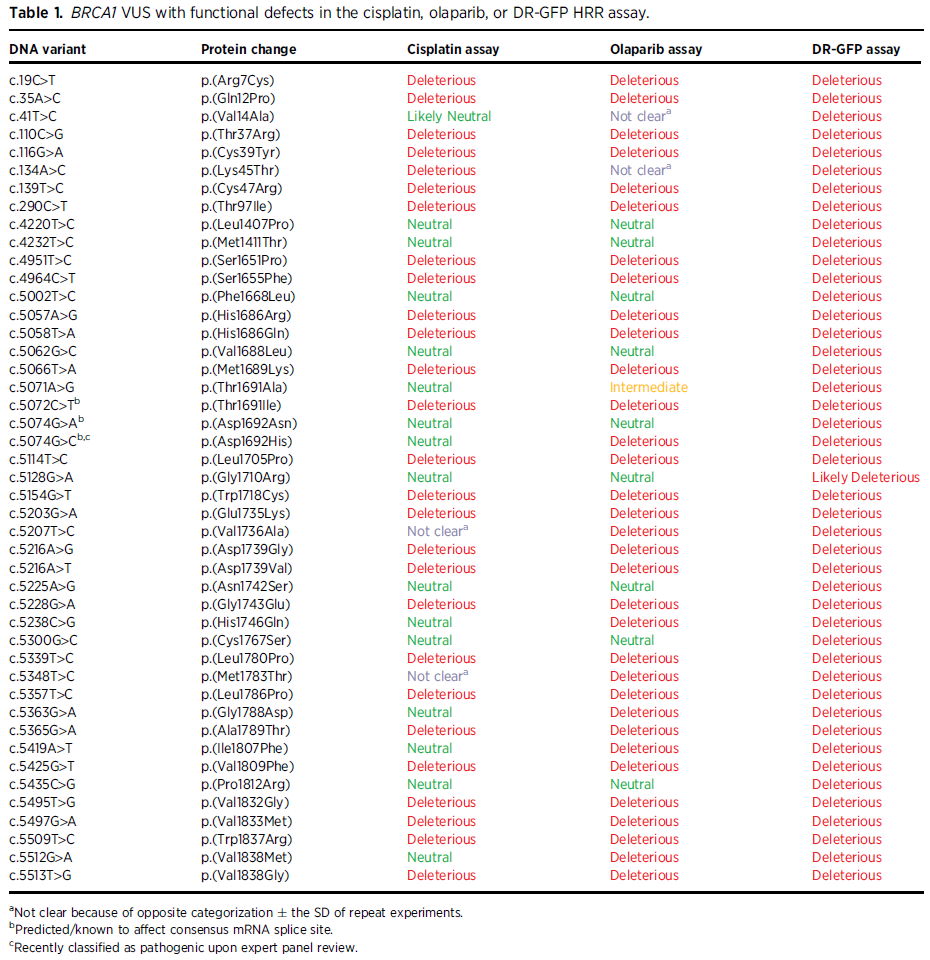 Table 1. BRCA1 VUS with functional defects in the cisplatin, olaparib, or DR-GFP HRR assay.
DNA variant Protein change Cisplatin assay Olaparib assay DR-GFP assay
c.19C>T p.(Arg7Cys) Deleterious Deleterious Deleterious
c.35A>C p.(Gln12Pro) Deleterious Deleterious Deleterious
c.41T>C p.(Val14Ala) Likely Neutral Not clearᵃ Deleterious
c.110C>G p.(Thr37Arg) Deleterious Deleterious Deleterious
c.116G>A p.(Cys39Tyr) Deleterious Deleterious Deleterious
c.134A>C p.(Lys45Thr) Deleterious Not clearᵃ Deleterious
c.139T>C p.(Cys47Arg) Deleterious Deleterious Deleterious
c.290C>T p.(Thr97Ile) Deleterious Deleterious Deleterious
c.4220T>C p.(Leu1407Pro) Neutral Neutral Deleterious
c.4232T>C p.(Met1411Thr) Neutral Neutral Deleterious
c.4951T>C p.(Ser1651Pro) Deleterious Deleterious Deleterious
c.4964C>T p.(Ser1655Phe) Deleterious Deleterious Deleterious
c.5002T>C p.(Phe1668Leu) Neutral Neutral Deleterious
c.5057A>G p.(His1686Arg) Deleterious Deleterious Deleterious
c.5058T>A p.(His1686Gln) Deleterious Deleterious Deleterious
c.5062G>C p.(Val1688Leu) Neutral Neutral Deleterious
c.5066T>A p.(Met1689Lys) Deleterious Deleterious Deleterious
c.5071A>G p.(Thr1691Ala) Neutral Intermediate Deleterious
c.5072C>Tᵇ p.(Thr1691Ile) Deleterious Deleterious Deleterious
c.5074G>Aᵇ p.(Asp1692Asn) Neutral Neutral Deleterious
c.5074G>Cᵇ,ᶜ p.(Asp1692His) Neutral Deleterious Deleterious
c.5114T>C p.(Leu1705Pro) Deleterious Deleterious Deleterious
c.5128G>A p.(Gly1710Arg) Neutral Neutral Likely Deleterious
c.5154G>T p.(Trp1718Cys) Deleterious Deleterious Deleterious
c.5203G>A p.(Glu1735Lys) Deleterious Deleterious Deleterious
c.5207T>C p.(Val1736Ala) Not clearᵃ Deleterious Deleterious
c.5216A>G p.(Asp1739Gly) Deleterious Deleterious Deleterious
c.5216A>T p.(Asp1739Val) Deleterious Deleterious Deleterious
c.5225A>G p.(Asn1742Ser) Neutral Neutral Deleterious
c.5228G>A p.(Gly1743Glu) Deleterious Deleterious Deleterious
c.5238C>G p.(His1746Gln) Neutral Deleterious Deleterious
c.5300G>C p.(Cys1767Ser) Neutral Neutral Deleterious
c.5339T>C p.(Leu1780Pro) Deleterious Deleterious Deleterious
c.5348T>C p.(Met1783Thr) Not clearᵃ Deleterious Deleterious
c.5357T>C p.(Leu1786Pro) Deleterious Deleterious Deleterious
c.5363G>A p.(Gly1788Asp) Neutral Deleterious Deleterious
c.5365G>A p.(Ala1789Thr) Deleterious Deleterious Deleterious
c.5419A>T p.(Ile1807Phe) Neutral Deleterious Deleterious
c.5425G>T p.(Val1809Phe) Deleterious Deleterious Deleterious
c.5435C>G p.(Pro1812Arg) Neutral Neutral Deleterious
c.5495T>G p.(Val1832Gly) Deleterious Deleterious Deleterious
c.5497G>A p.(Val1833Met) Deleterious Deleterious Deleterious
c.5509T>C p.(Trp1837Arg) Deleterious Deleterious Deleterious
c.5512G>A p.(Val1838Met) Neutral Deleterious Deleterious
c.5513T>G p.(Val1838Gly) Deleterious Deleterious Deleterious
ᵃNot clear because of opposite categorization ± the SD of repeat experiments.
ᵇPredicted/known to affect consensus mRNA splice site.
ᶜRecently classified as pathogenic upon expert panel review.